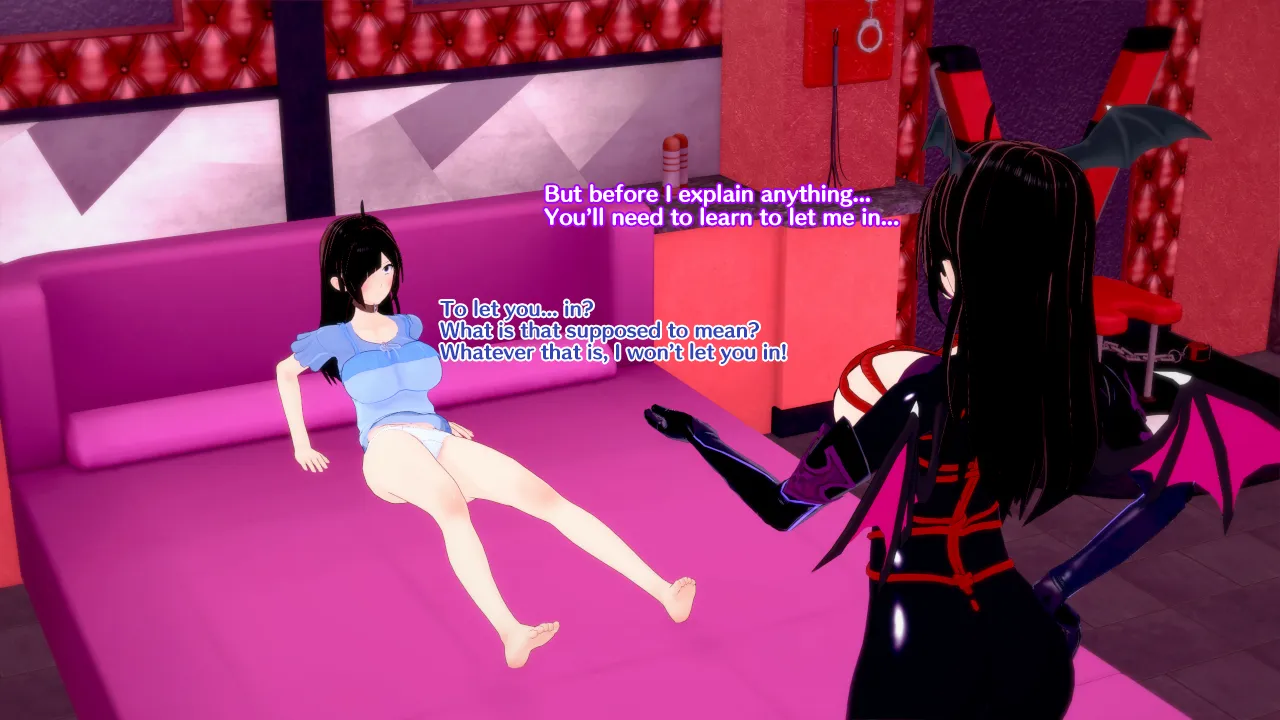 But before I explain anything...
You'll need to learn to let me in...
To let you... in?
What is that supposed to mean?
Whatever that is, I won't let you in!